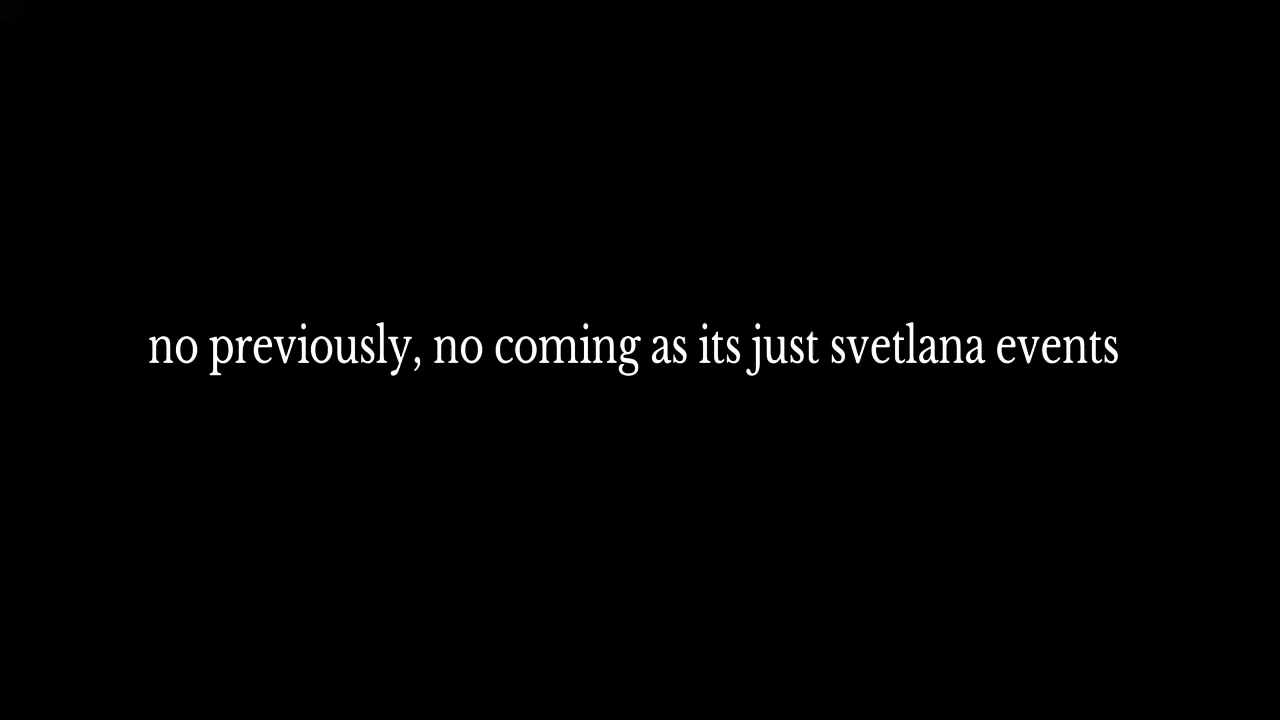 no previously, no coming as its just svetlana events